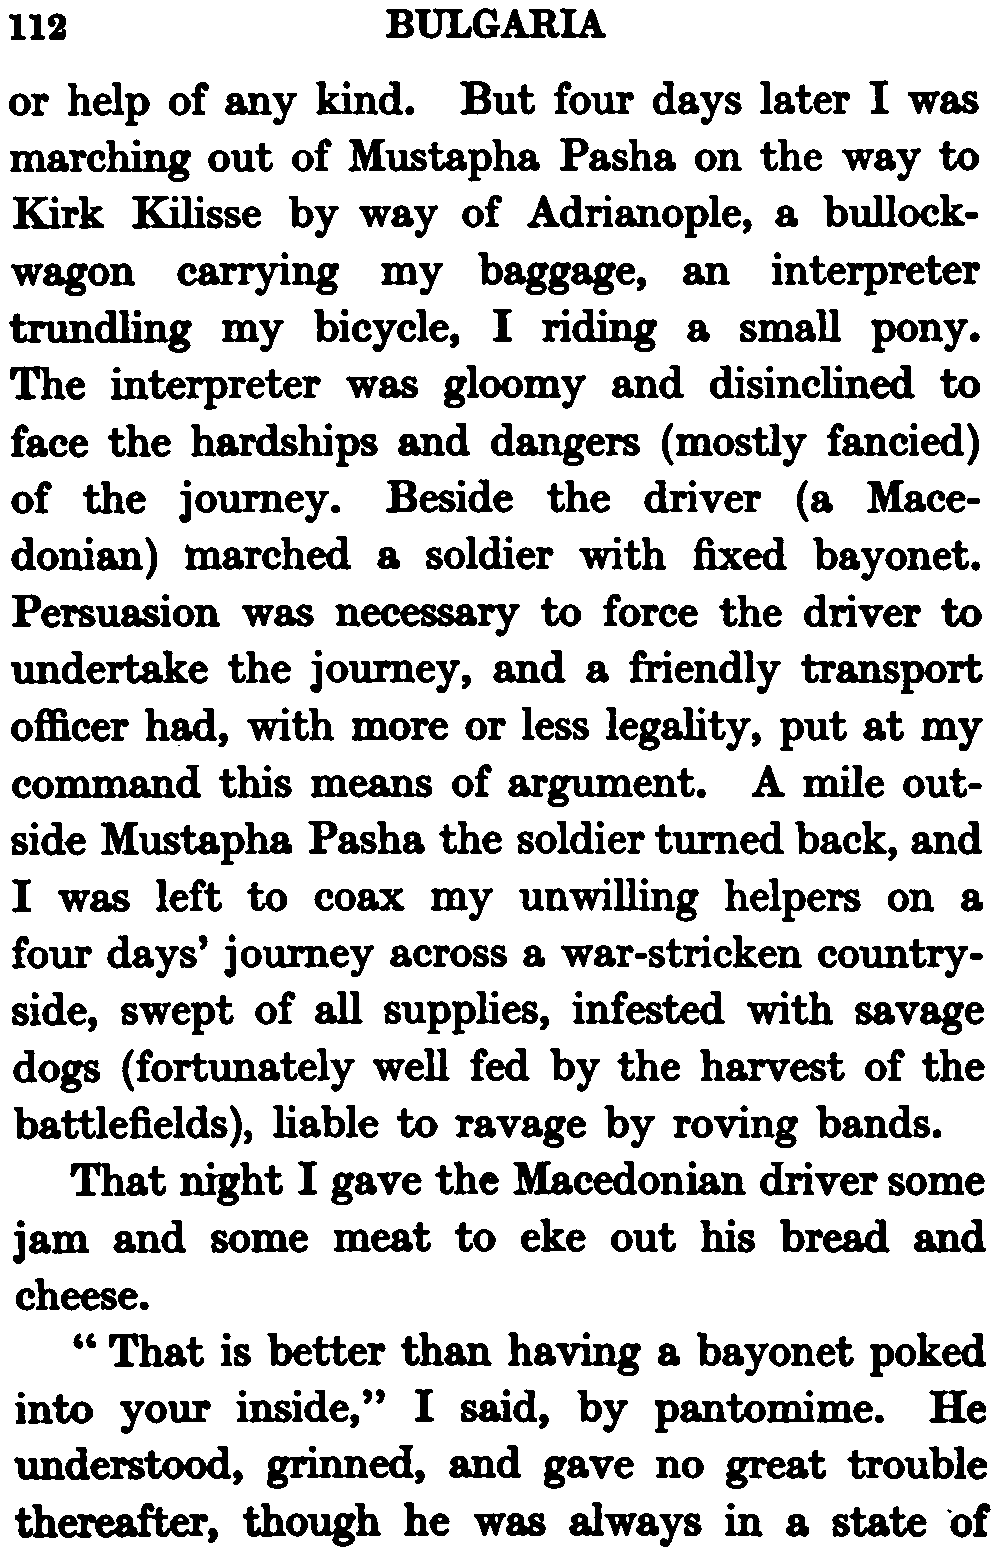 112 BULGARIA
or help of any kind. But four days later I was
marching out of Mustapha Pasha on the way to
Kirk Kilisse by way of Adrianople, a bullock-
wagon carrying my baggage, an interpreter
trundling my bicycle, I riding a small pony.
The interpreter was gloomy and disinclined to
face the hardships and dangers (mostly fancied)
of the journey. Beside the driver (a Mace-
donian) marched a soldier with fixed bayonet.
Persuasion was necessary to force the driver to
undertake the journey, and a friendly transport
officer had, with more or less legality, put at my
command this means of argument. A mile out-
side Mustapha Pasha the soldier turned back, and
I was left to coax my unwilling helpers on a
four days' journey across a war-stricken country-
side, swept of all supplies, infested with savage
dogs (fortunately well fed by the harvest of the
battlefields), liable to ravage by roving bands.
That night I gave the Macedonian driver some
jam and some meat to eke out his bread and
cheese.
“ That is better than having a bayonet poked
into your inside,” I said, by pantomime. He
understood, grinned, and gave no great trouble
thereafter, though he was always in a state of